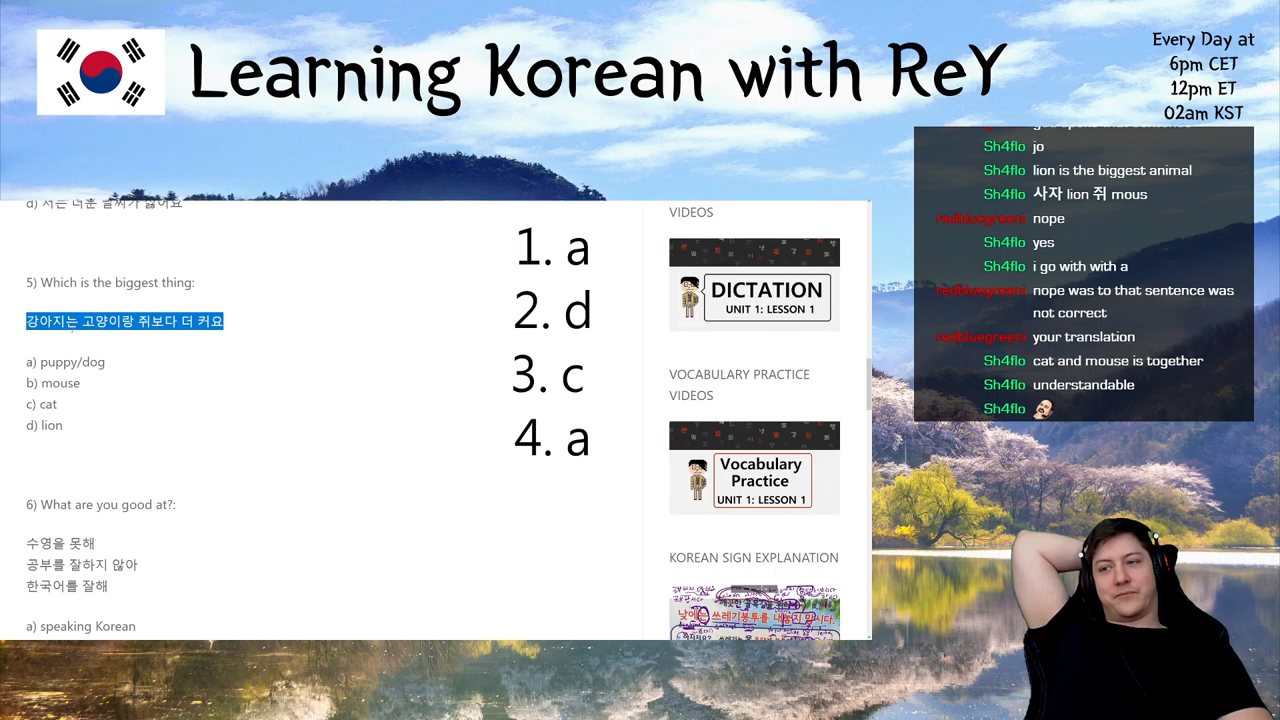 Learning Korean with ReY
Every Day at
6pm CET
12pm ET
02am KST
Sh4flo jo
Sh4flo lion is the biggest animal
Sh4flo 사자 lion 쥐 mous
redbluegreeni nope
Sh4flo yes
Sh4flo i go with with a
redbluegreeni nope was to that sentence was
not correct
redbluegreeni your translation
Sh4flo cat and mouse is together
Sh4flo understandable
Sh4flo
5) Which is the biggest thing:
강아지는 고양이랑 쥐보다 더 커요
a) puppy/dog
b) mouse
c) cat
d) lion
6) What are you good at?:
수영을 못해
공부를 잘하지 않아
한국어를 잘해
a) speaking Korean
1. a
2. d
3. c
4. a
VIDEOS
DICTATION
UNIT 1: LESSON 1
VOCABULARY PRACTICE
VIDEOS
Vocabulary
Practice
UNIT 1: LESSON 1
KOREAN SIGN EXPLANATION